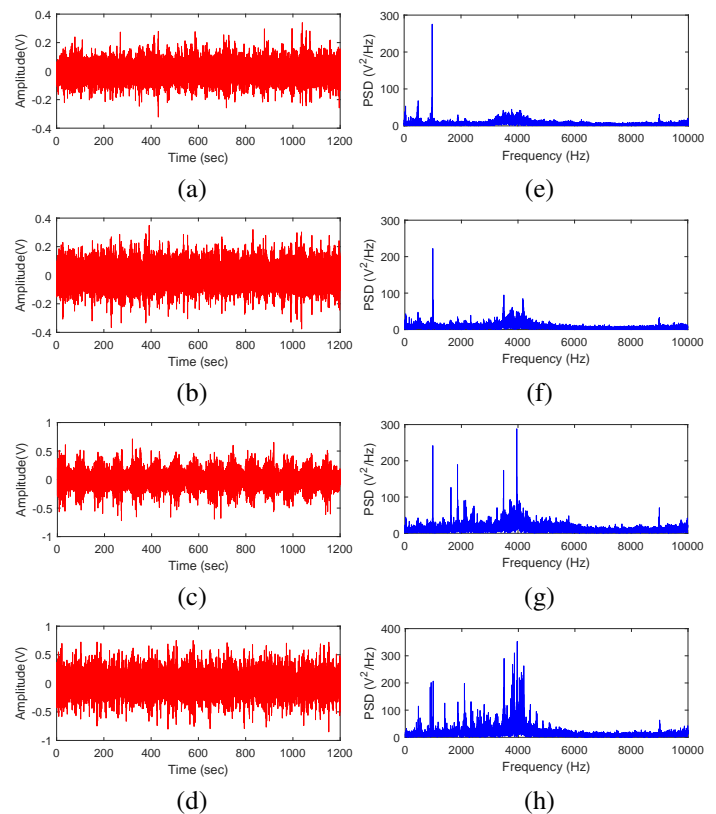 0.4
0.2
0
-0.2
-0.4
Amplitude(V)
0 200 400 600 800 1000 1200
Time (sec)
(a)
300
200
100
0
PSD (V²/Hz)
0 2000 4000 6000 8000 10000
Frequency (Hz)
(e)
0.4
0.2
0
-0.2
-0.4
Amplitude(V)
0 200 400 600 800 1000 1200
Time (sec)
(b)
300
200
100
0
PSD (V²/Hz)
0 2000 4000 6000 8000 10000
Frequency (Hz)
(f)
1
0.5
0
-0.5
-1
Amplitude(V)
0 200 400 600 800 1000 1200
Time (sec)
(c)
300
200
100
0
PSD (V²/Hz)
0 2000 4000 6000 8000 10000
Frequency (Hz)
(g)
1
0.5
0
-0.5
-1
Amplitude(V)
0 200 400 600 800 1000 1200
Time (sec)
(d)
400
300
200
100
0
PSD (V²/Hz)
0 2000 4000 6000 8000 10000
Frequency (Hz)
(h)